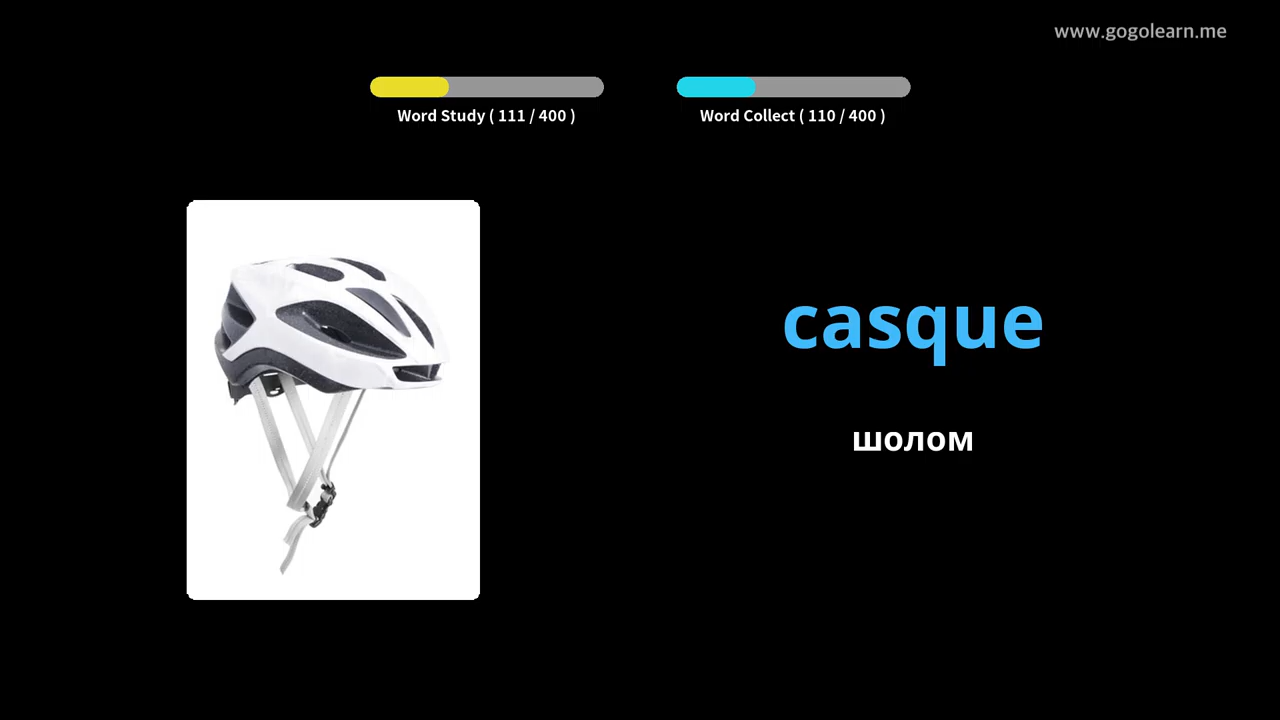 www.gogolearn.me
Word Study ( 111 / 400 )
Word Collect ( 110 / 400 )
casque
шолом